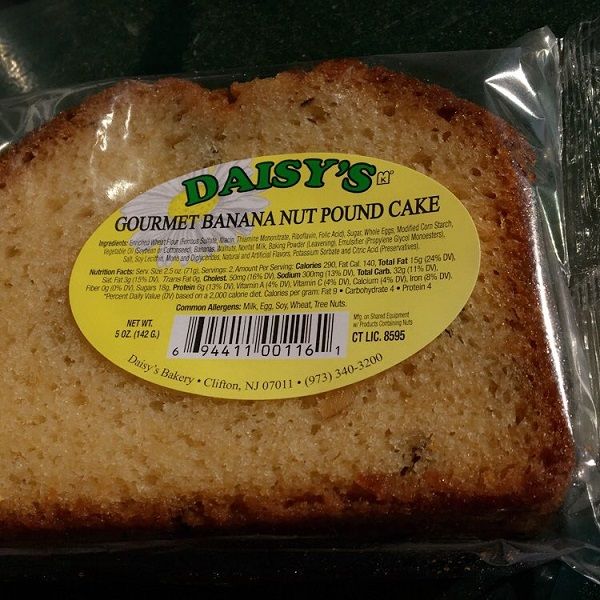 DAISY'S K
GOURMET BANANA NUT POUND CAKE
Ingredients: Enriched Wheat Flour (Ferrous Sulfate, Niacin, Thiamine Mononitrate, Riboflavin, Folic Acid), Sugar, Whole Eggs, Modified Corn Starch,
Vegetable Oil (Soybean or Cottonseed), Bananas, Walnuts, Nonfat Milk, Baking Powder (Leavening), Emulsifier (Propylene Glycol Monoesters),
Salt, Soy Lecithin, Mono and Diglycerides, Natural and Artificial Flavors, Potassium Sorbate and Citric Acid (Preservatives).
Nutrition Facts: Serv. Size 2.5 oz. (71g), Servings: 2, Amount Per Serving: Calories 290, Fat Cal. 140, Total Fat 15g (24% DV),
Sat. Fat 3g (15% DV), Trans Fat 0g, Cholest. 50mg (16% DV), Sodium 300mg (13% DV), Total Carb. 32g (11% DV),
Fiber 0g (0% DV), Sugars 18g, Protein 6g (13% DV), Vitamin A (4% DV), Vitamin C (4% DV), Calcium (4% DV), Iron (8% DV).
*Percent Daily Value (DV) based on a 2,000 calorie diet. Calories per gram: Fat 9 • Carbohydrate 4 • Protein 4
Common Allergens: Milk, Egg, Soy, Wheat, Tree Nuts.
NET WT.
5 OZ. (142 G.)
6 94411 00116 1
Mfg. on Shared Equipment
w/ Products Containing Nuts
CT LIC. 8595
Daisy's Bakery • Clifton, NJ 07011 • (973) 340-3200